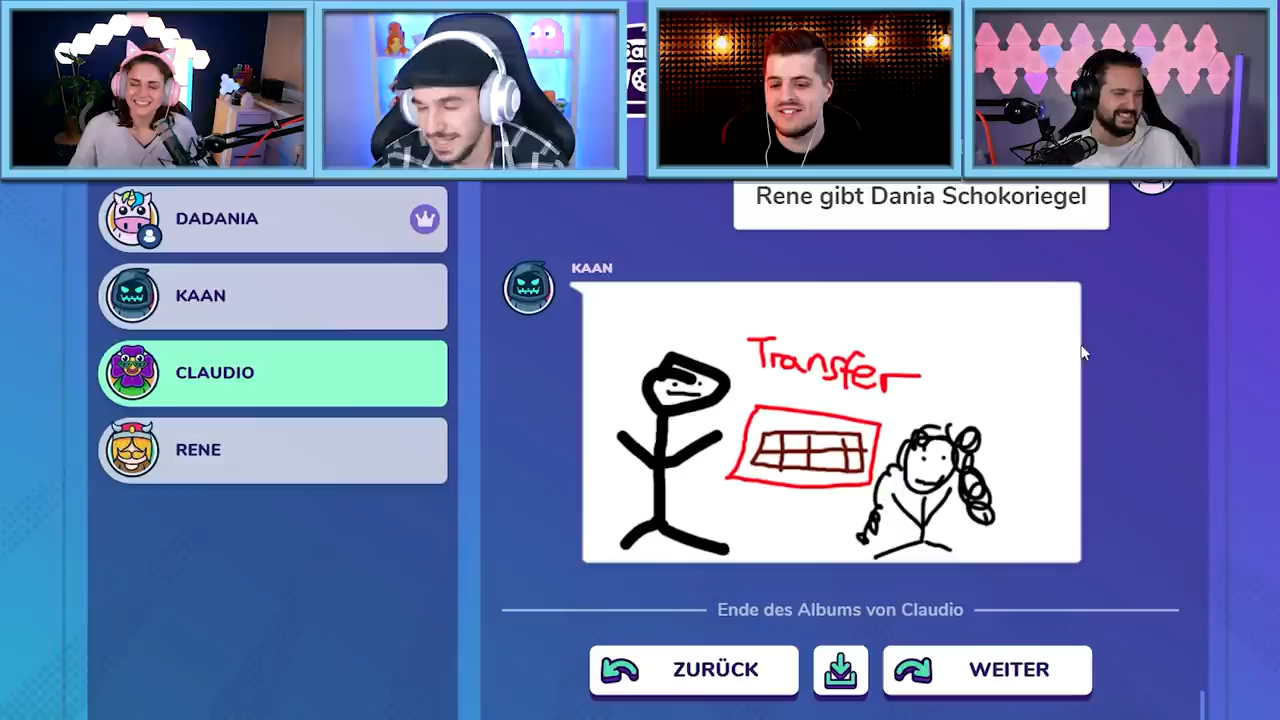 Rene gibt Dania Schokoriegel
DADANIA
KAAN
CLAUDIO
RENE
KAAN
Transfer
Ende des Albums von Claudio
ZURÜCK
WEITER